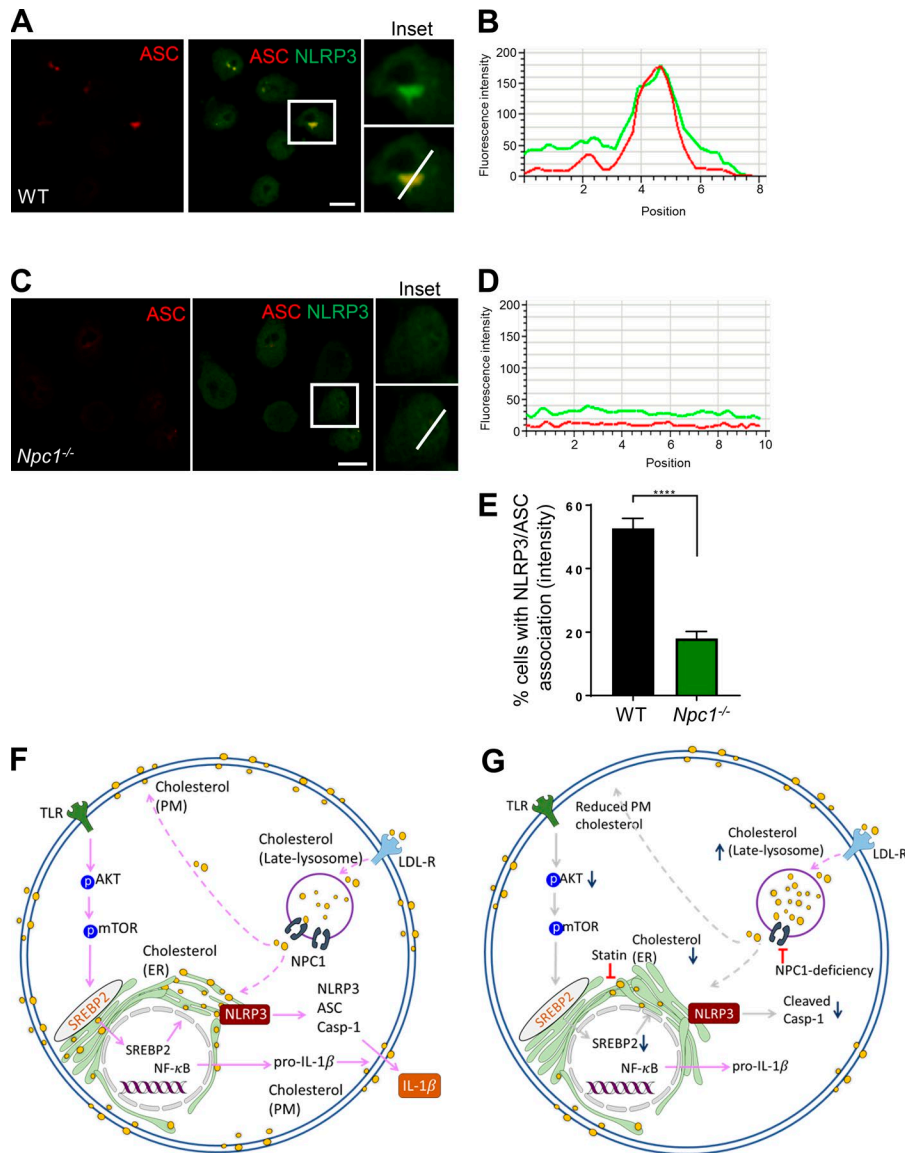 A
ASC
WT
ASC NLRP3
Inset
B
Fluorescence intensity
200
150
100
50
0
0
2
4
6
8
Position
C
ASC
Npc1-/-
ASC NLRP3
Inset
D
Fluorescence intensity
200
150
100
50
0
2
4
6
8
10
Position
E
% cells with NLRP3/ASC
association (intensity)
60
40
20
0
****
WT
Npc1-/-
F
TLR
Cholesterol
(PM)
Cholesterol
(Late-lysosome)
LDL-R
p AKT
p mTOR
NPC1
Cholesterol
(ER)
SREBP2
NLRP3
NLRP3
ASC
Casp-1
SREBP2
NF-κB
pro-IL-1β
IL-1β
Cholesterol
(PM)
G
TLR
Reduced PM
cholesterol
Cholesterol
(Late-lysosome)
LDL-R
p AKT
p mTOR
NPC1-deficiency
Statin
Cholesterol
(ER)
SREBP2
NLRP3
Cleaved
Casp-1
SREBP2
NF-κB
pro-IL-1β